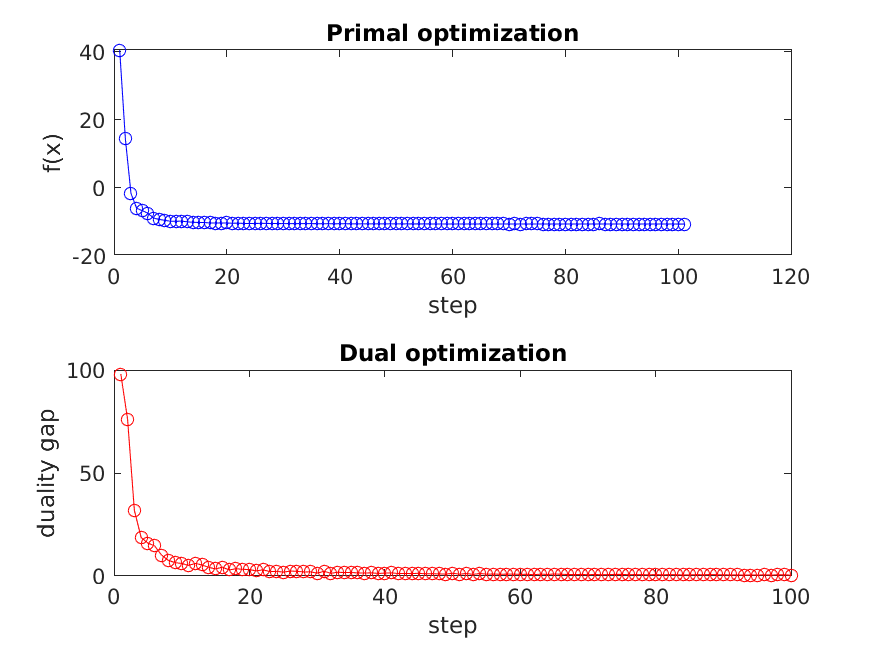 Primal optimization
40
20
0
-20
f(x)
0 20 40 60 80 100 120
step
Dual optimization
100
50
0
duality gap
0 20 40 60 80 100
step